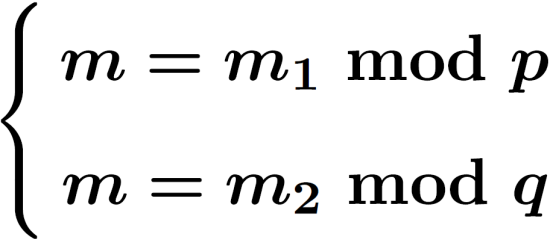 m = m₁ mod p
m = m₂ mod q